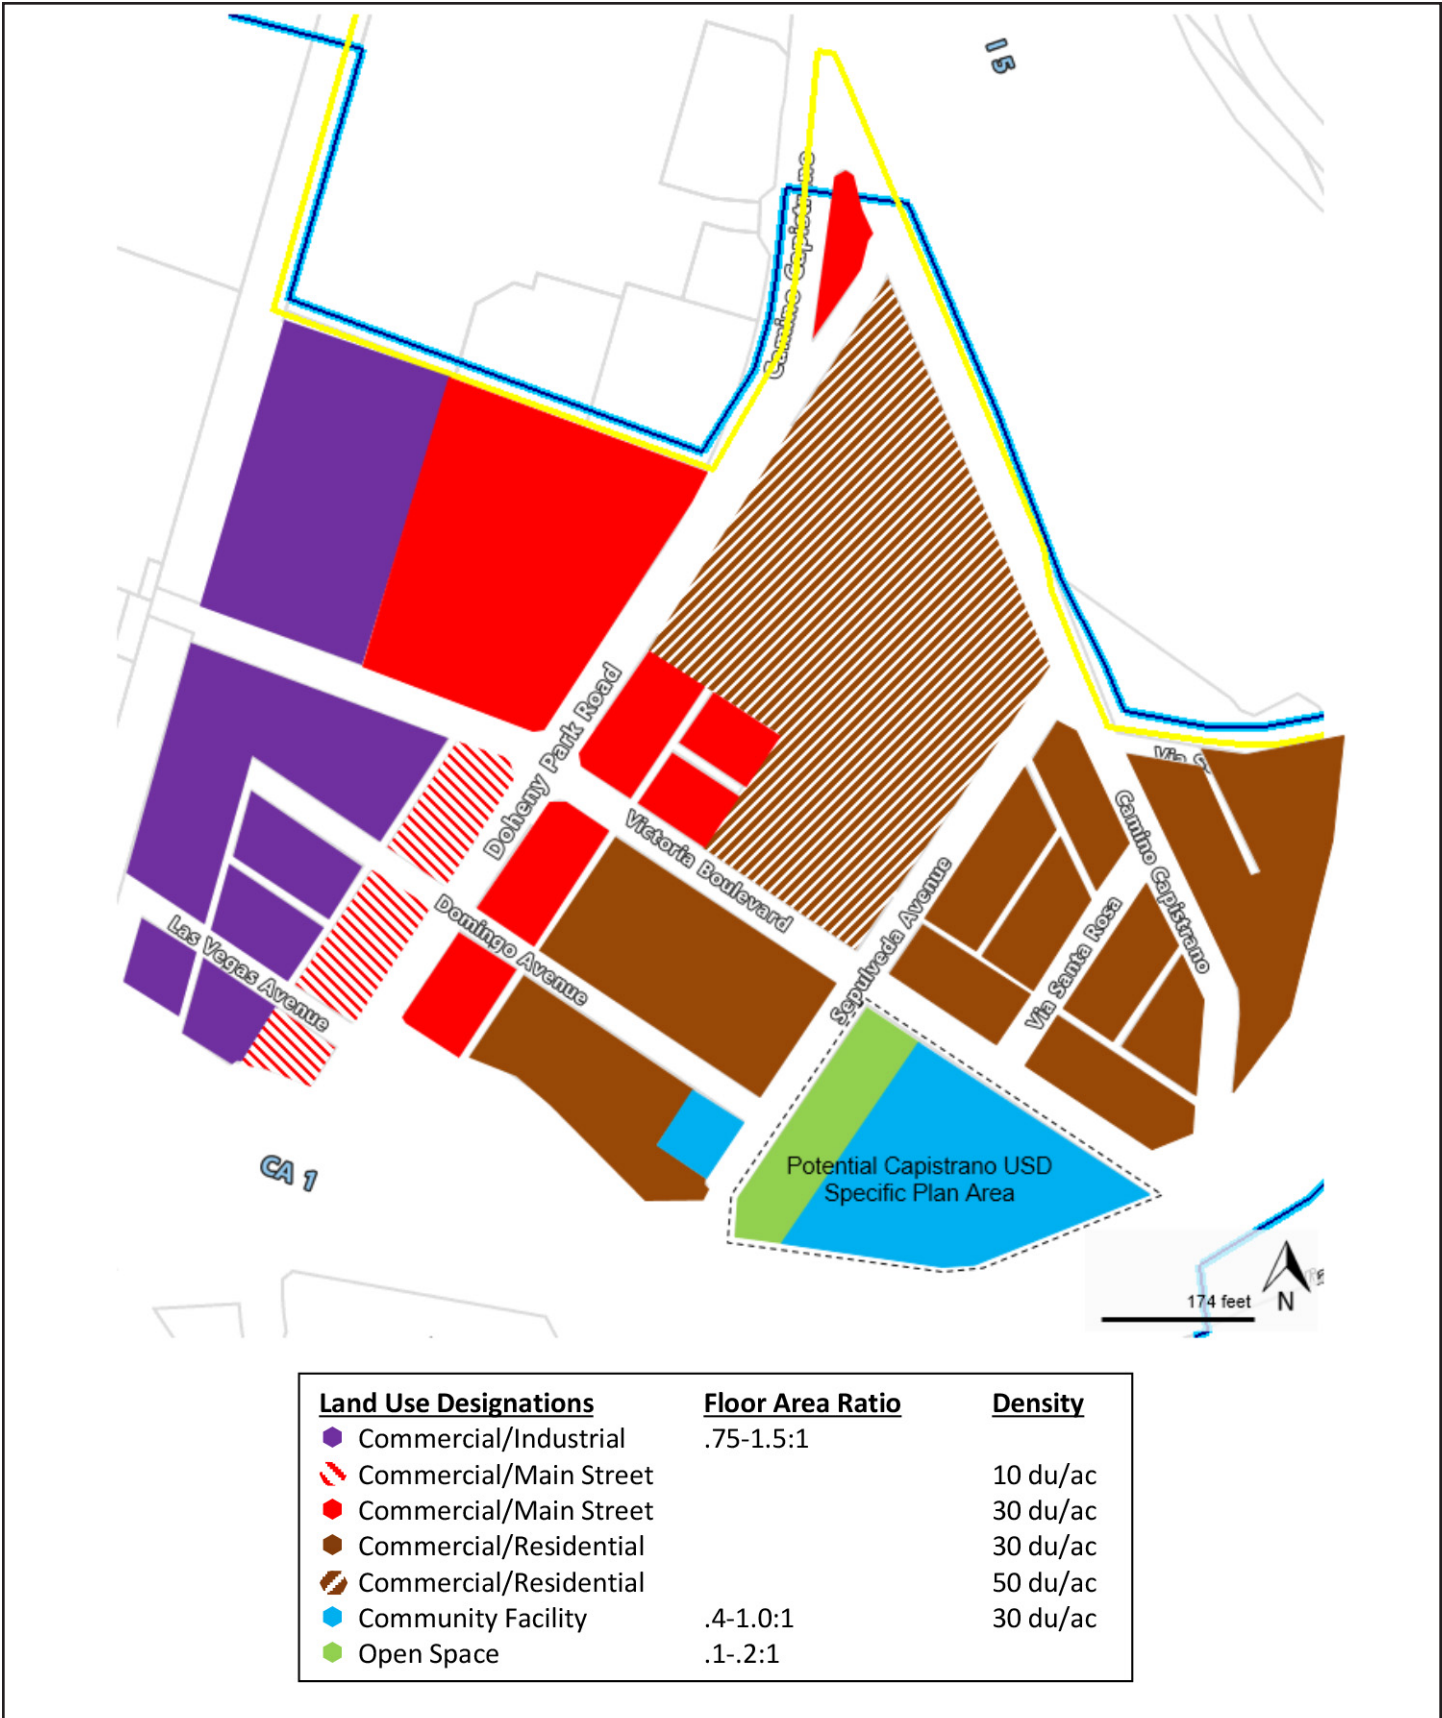 I 5
Camino Capistrano
Doheny Park Road
Via
Victoria Boulevard
Camino Capistrano
Sepulveda Avenue
Domingo Avenue
Via Santa Rosa
Las Vegas Avenue
CA 1
Potential Capistrano USD
Specific Plan Area
174 feet
N
Land Use Designations Floor Area Ratio Density
Commercial/Industrial .75-1.5:1
Commercial/Main Street 10 du/ac
Commercial/Main Street 30 du/ac
Commercial/Residential 30 du/ac
Commercial/Residential 50 du/ac
Community Facility .4-1.0:1 30 du/ac
Open Space .1-.2:1